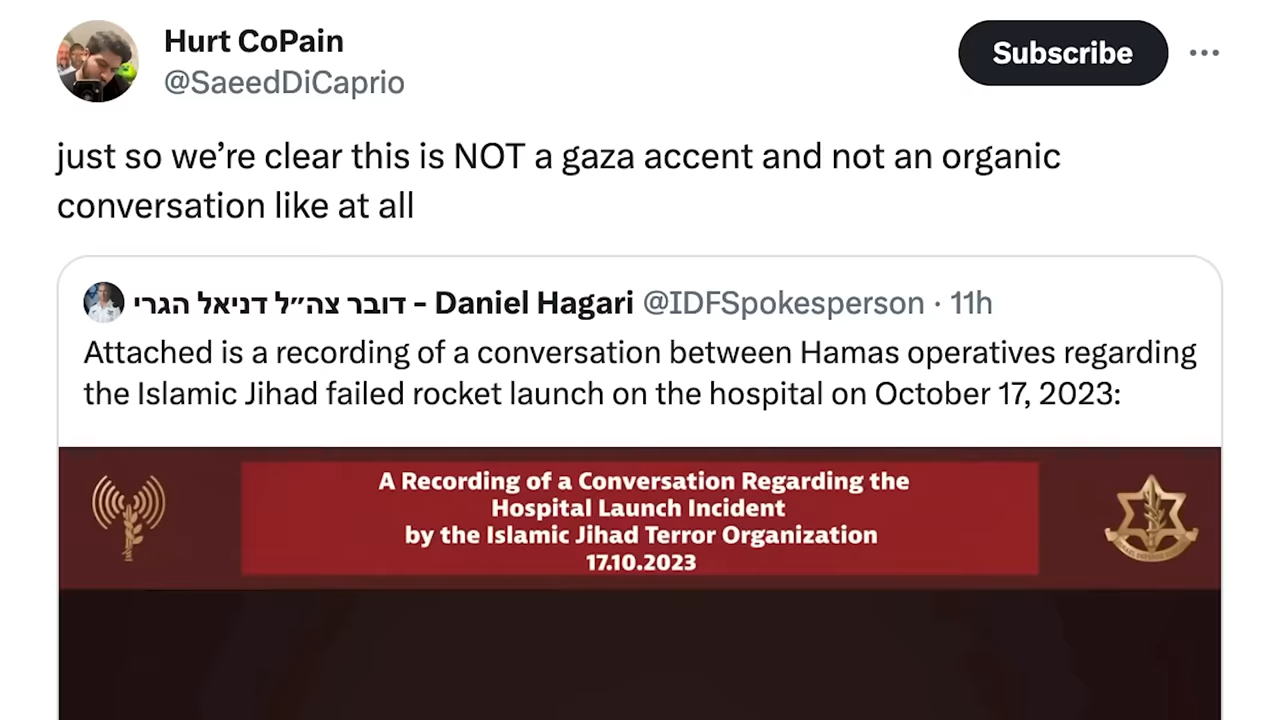 Hurt CoPain
@SaeedDiCaprio
Subscribe
just so we're clear this is NOT a gaza accent and not an organic
conversation like at all
דובר צה״ל דניאל הגרי - Daniel Hagari @IDFSpokesperson · 11h
Attached is a recording of a conversation between Hamas operatives regarding
the Islamic Jihad failed rocket launch on the hospital on October 17, 2023:
A Recording of a Conversation Regarding the
Hospital Launch Incident
by the Islamic Jihad Terror Organization
17.10.2023